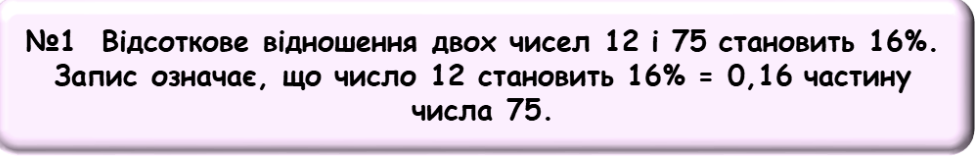 №1 Відсоткове відношення двох чисел 12 і 75 становить 16%.
Запис означає, що число 12 становить 16% = 0,16 частину
числа 75.